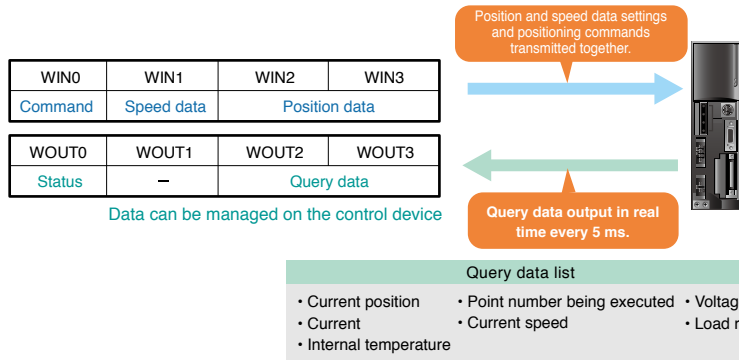 Position and speed data settings
and positioning commands
transmitted together.
WIN0 WIN1 WIN2 WIN3
Command Speed data Position data
WOUT0 WOUT1 WOUT2 WOUT3
Status – Query data
Data can be managed on the control device
Query data output in real
time every 5 ms.
Query data list
• Current position • Point number being executed •
• Current • Current speed • Load
• Internal temperature